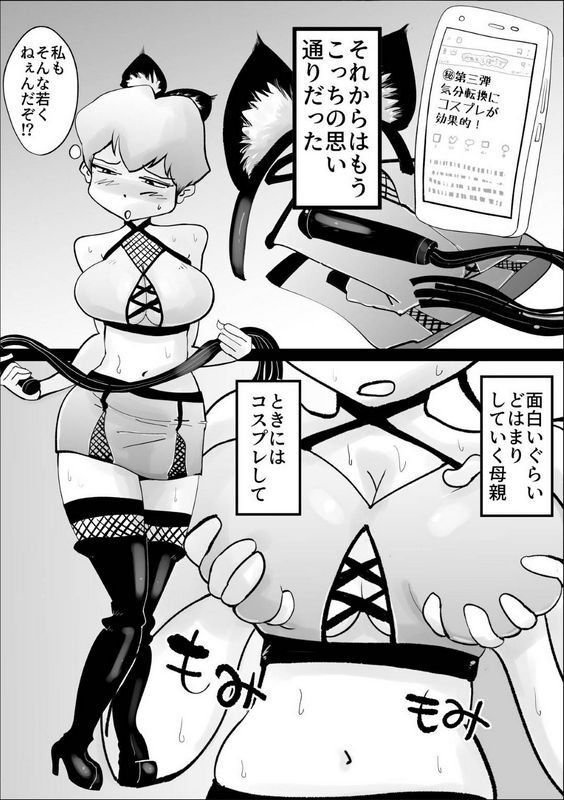 それからはもう
こっちの思い
通りだった
㊙第三弾
気分転換に
コスプレが
効果的！
私も
そんな若く
ねぇんだぞ!?
面白いぐらい
どはまり
していく母親
ときには
コスプレして
もみ
もみ